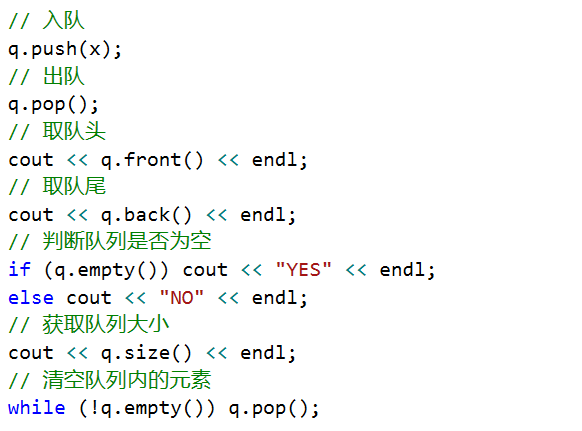 // 入队
q.push(x);
// 出队
q.pop();
// 取队头
cout << q.front() << endl;
// 取队尾
cout << q.back() << endl;
// 判断队列是否为空
if (q.empty()) cout << "YES" << endl;
else cout << "NO" << endl;
// 获取队列大小
cout << q.size() << endl;
// 清空队列内的元素
while (!q.empty()) q.pop();